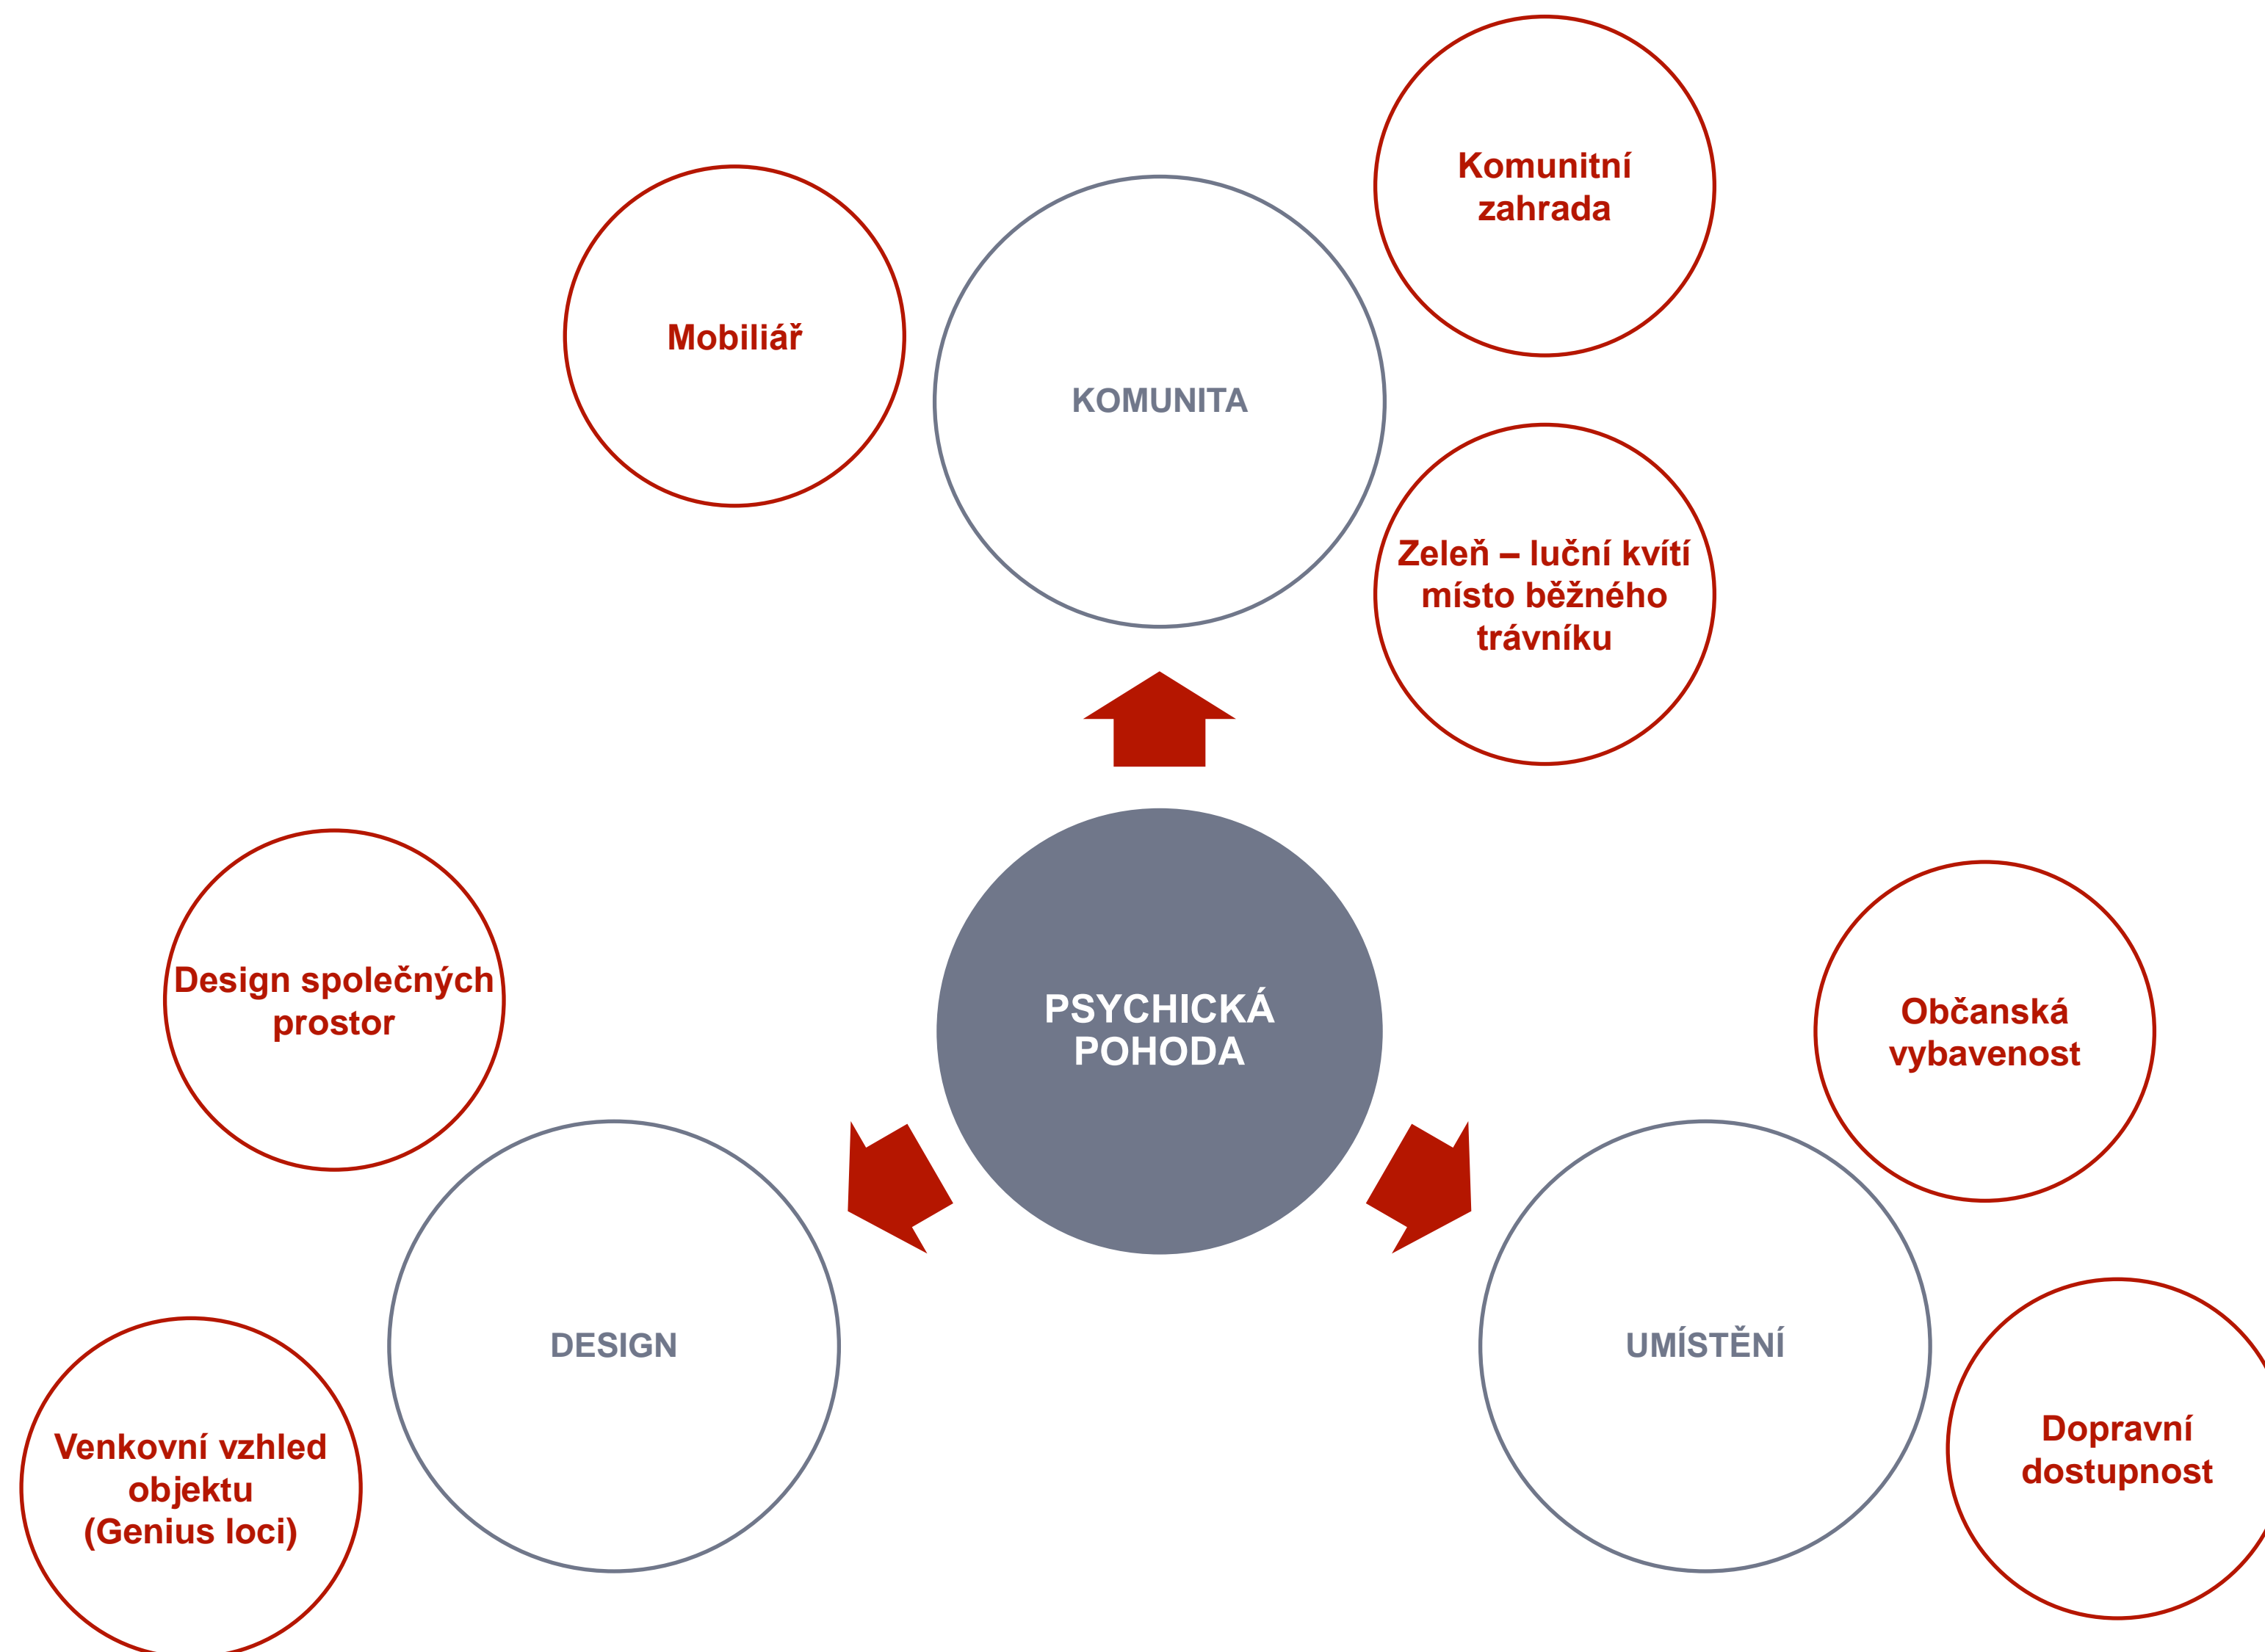 Komunitní
zahrada
Mobiliář
KOMUNITA
Zeleň – luční kvítí
místo běžného
trávníku
Design společných
prostor
PSYCHICKÁ
POHODA
Občanská
vybavenost
DESIGN
UMÍSTĚNÍ
Venkovní vzhled
objektu
(Genius loci)
Dopravní
dostupnost